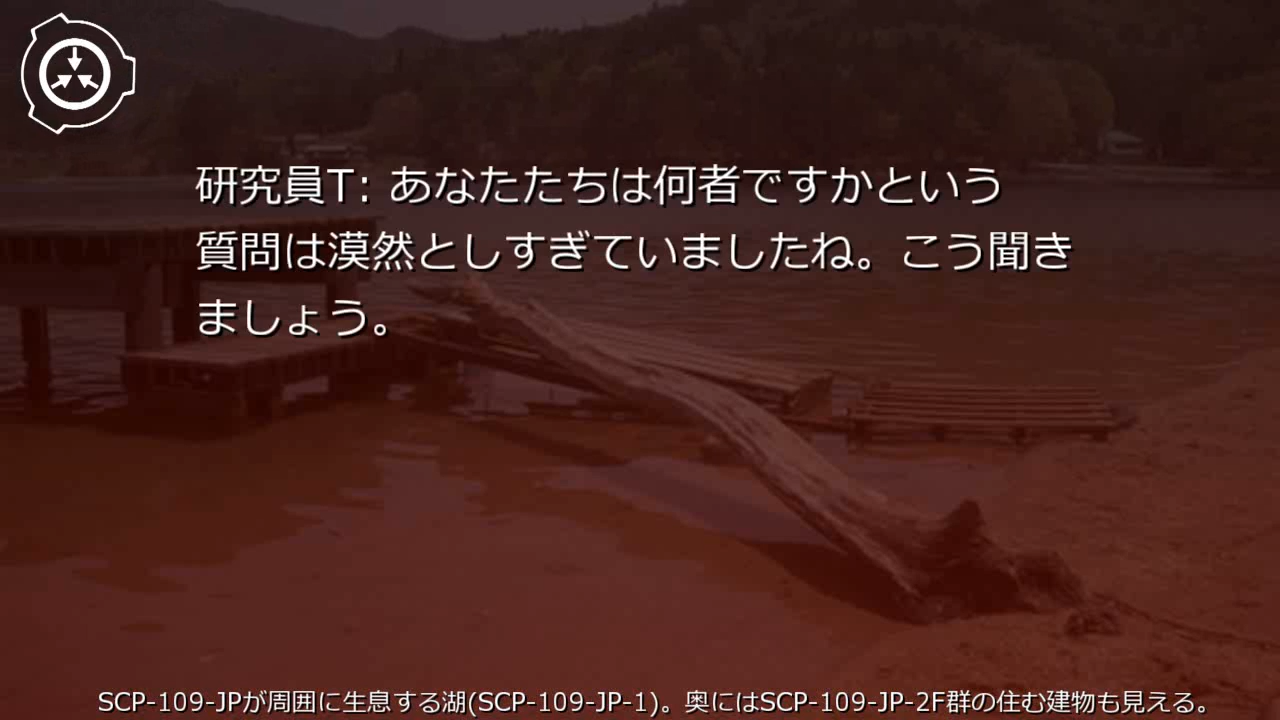 研究員T: あなたたちは何者ですかという
質問は漠然としすぎていましたね。こう聞き
ましょう。
SCP-109-JPが周囲に生息する湖(SCP-109-JP-1)。奥にはSCP-109-JP-2F群の住む建物も見える。